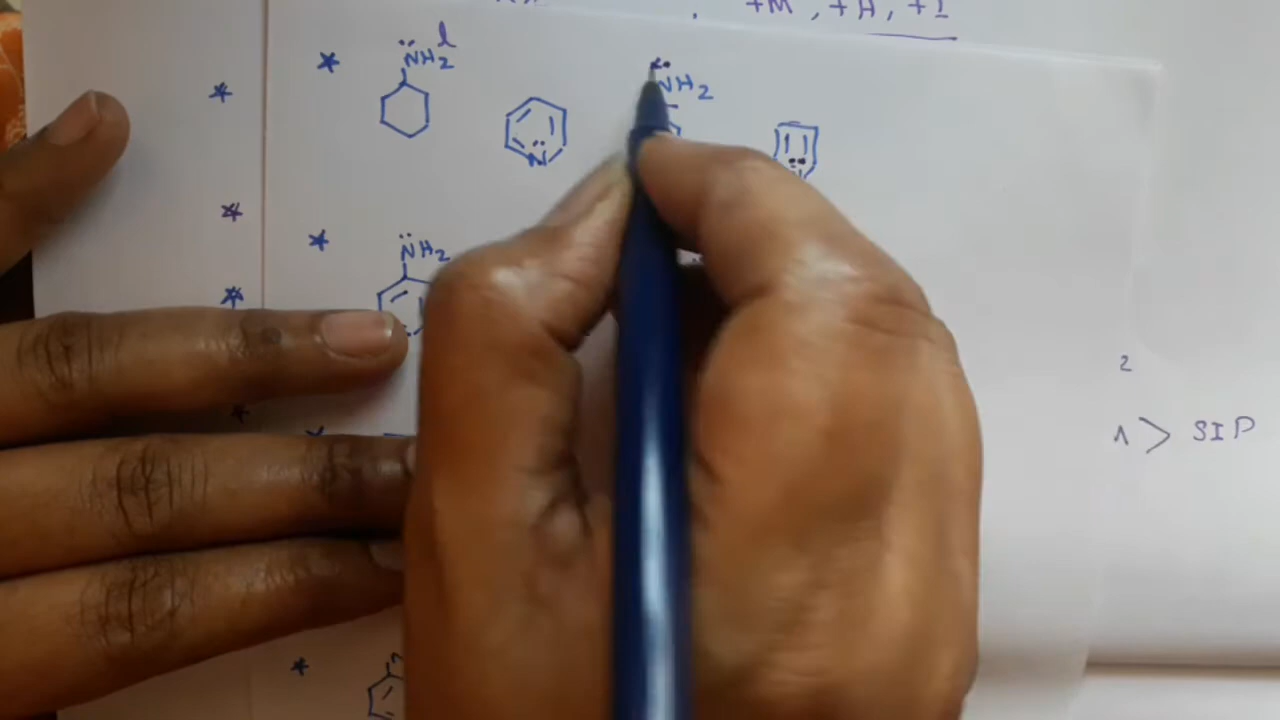 +M , +H , +I
* NH2 l
NH2
N
*
*
* NH2
*
2
> SIP
*